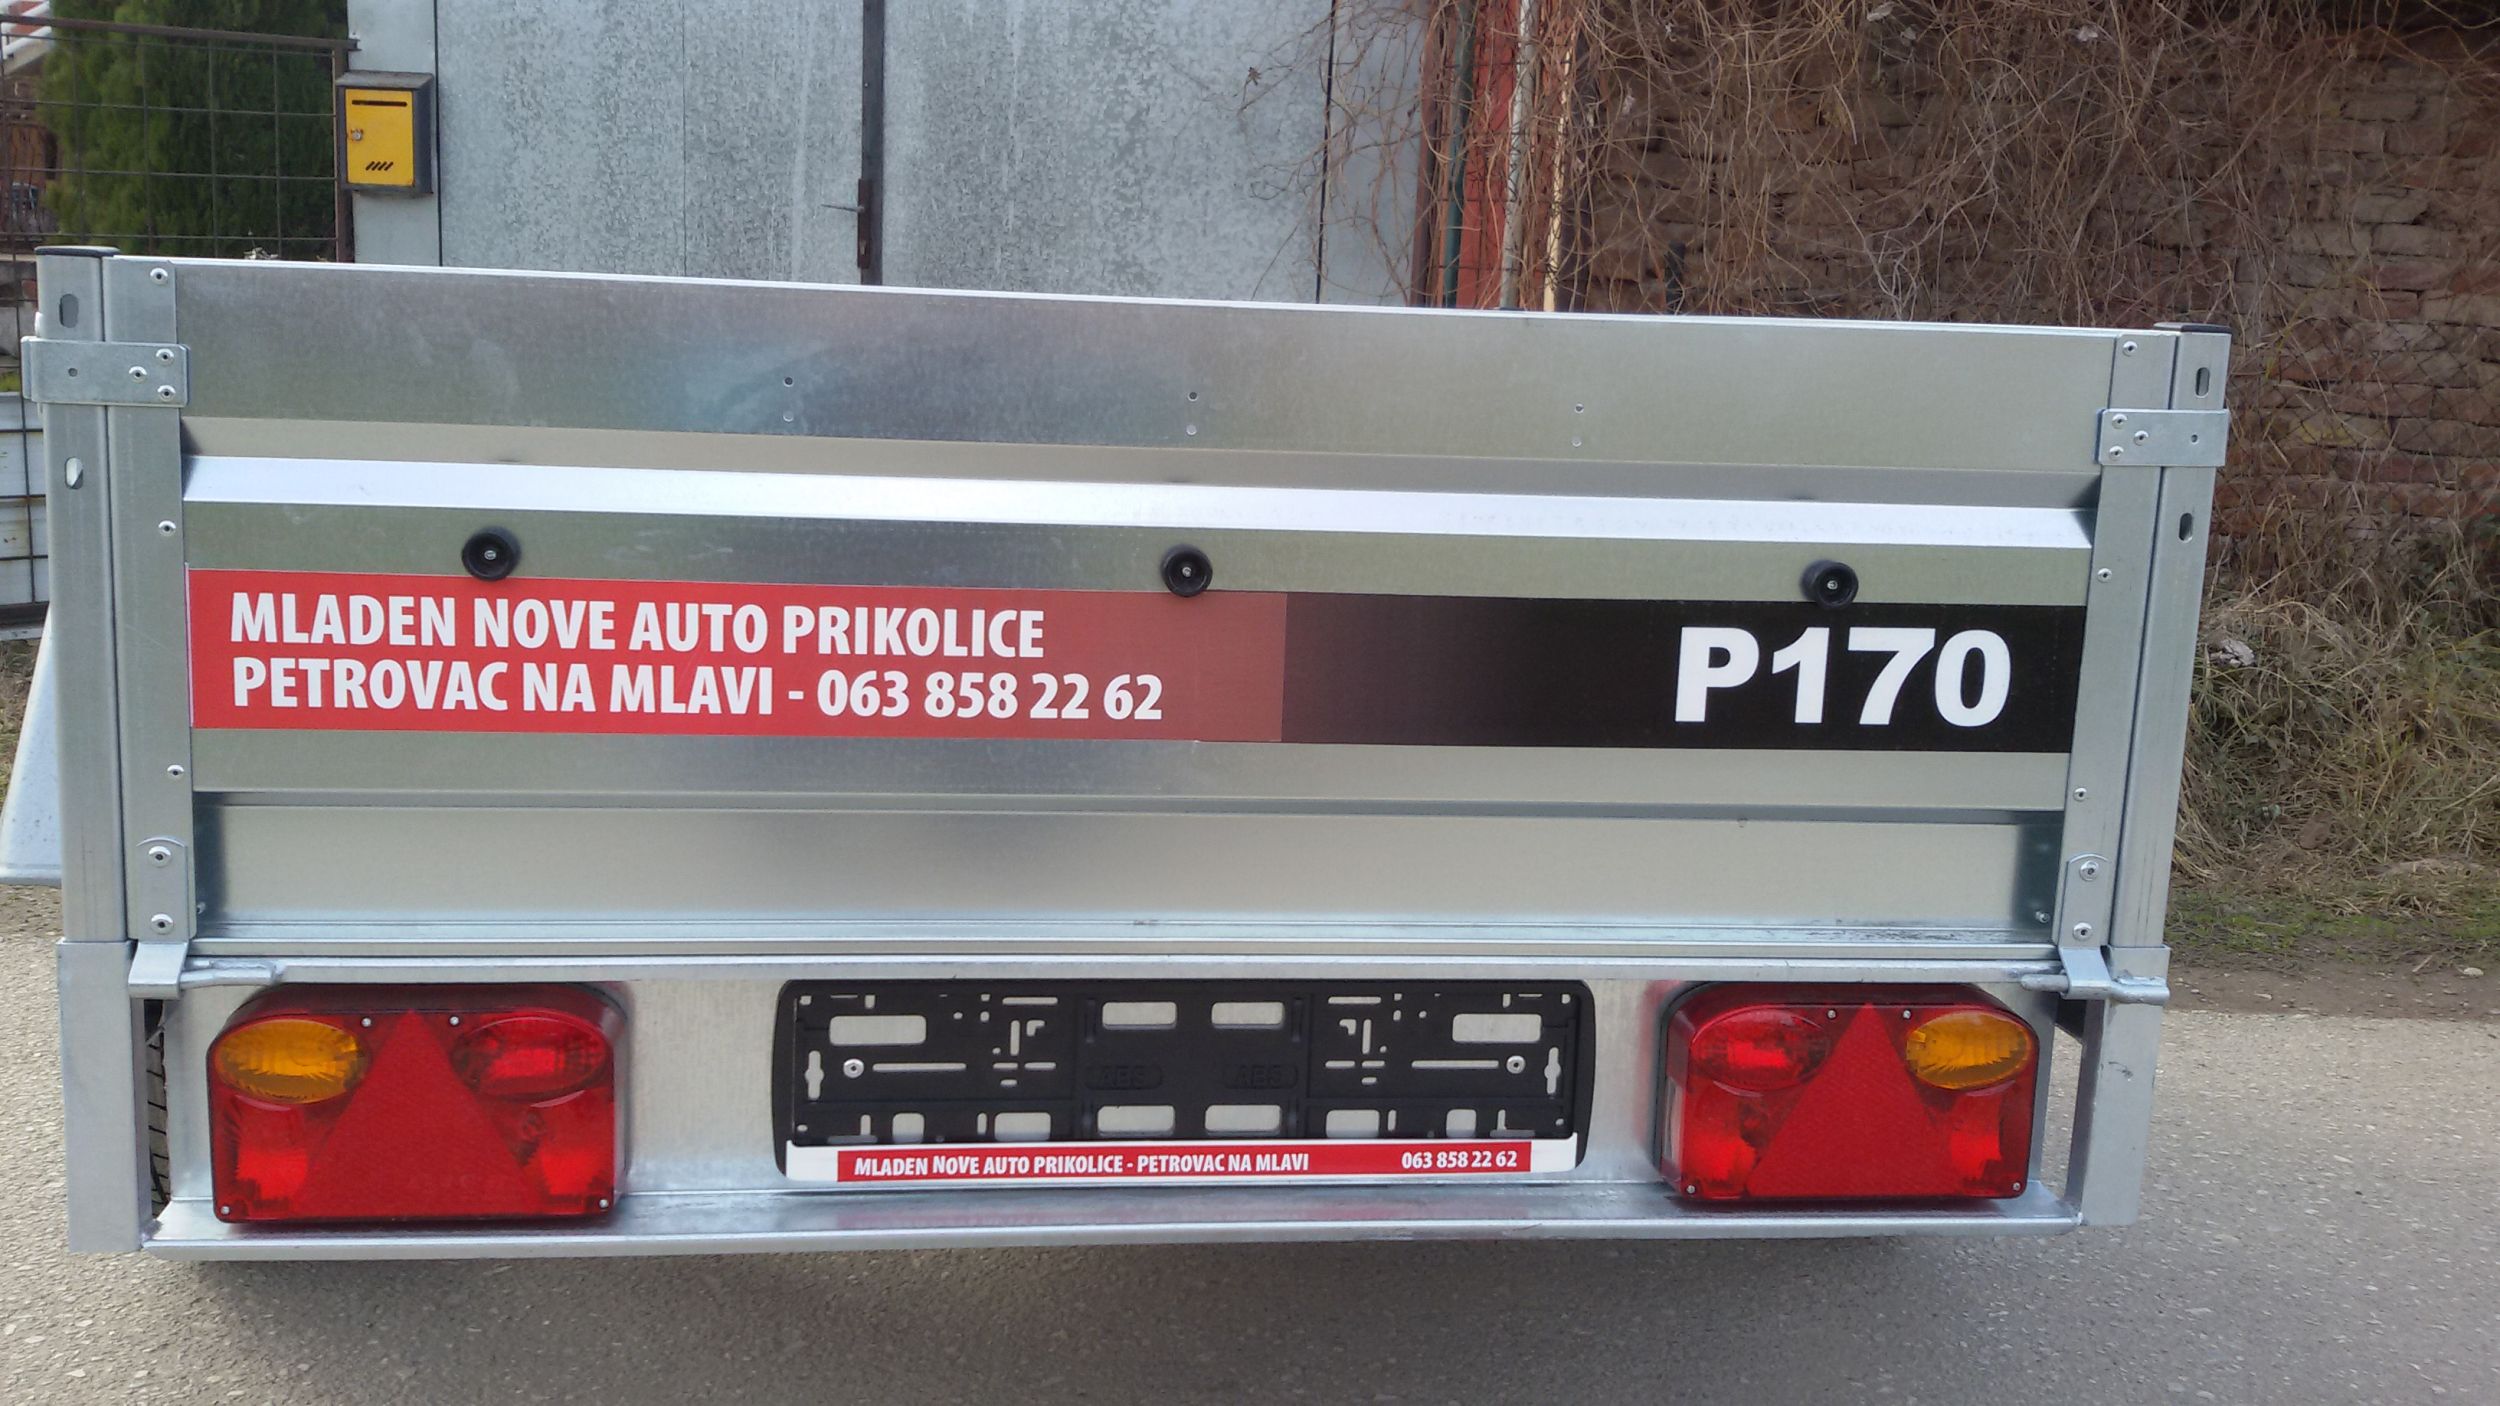 MLADEN NOVE AUTO PRIKOLICE
PETROVAC NA MLAVI - 063 858 22 62
P170
MLADEN NOVE AUTO PRIKOLICE - PETROVAC NA MLAVI 063 858 22 62